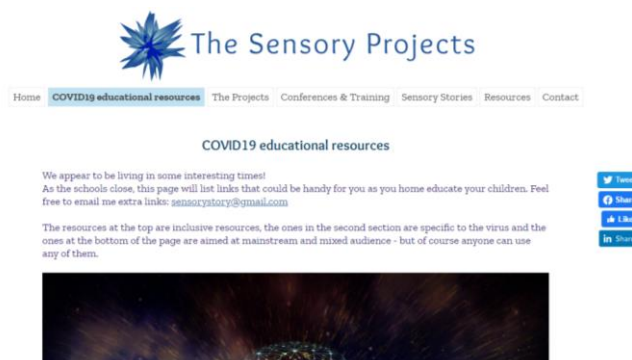 The Sensory Projects
Home COVID19 educational resources The Projects Conferences & Training Sensory Stories Resources Contact
COVID19 educational resources
We appear to be living in some interesting times!
As the schools close, this page will list links that could be handy for you as you home educate your children. Feel
free to email me extra links: sensorystory@gmail.com
The resources at the top are inclusive resources, the ones in the second section are specific to the virus and the
ones at the bottom of the page are aimed at mainstream and mixed audience - but of course anyone can use
any of them.
Twee
Shar
Like
Shar